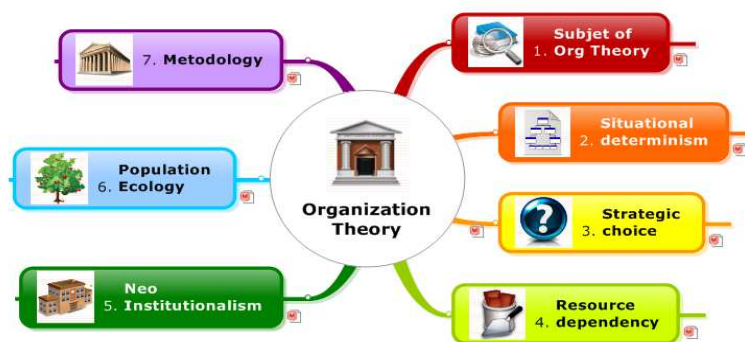 Organization
Theory
Subjet of
1. Org Theory
Situational
2. determinism
Strategic
3. choice
Resource
4. dependency
Neo
5. Institutionalism
Population
6. Ecology
7. Metodology